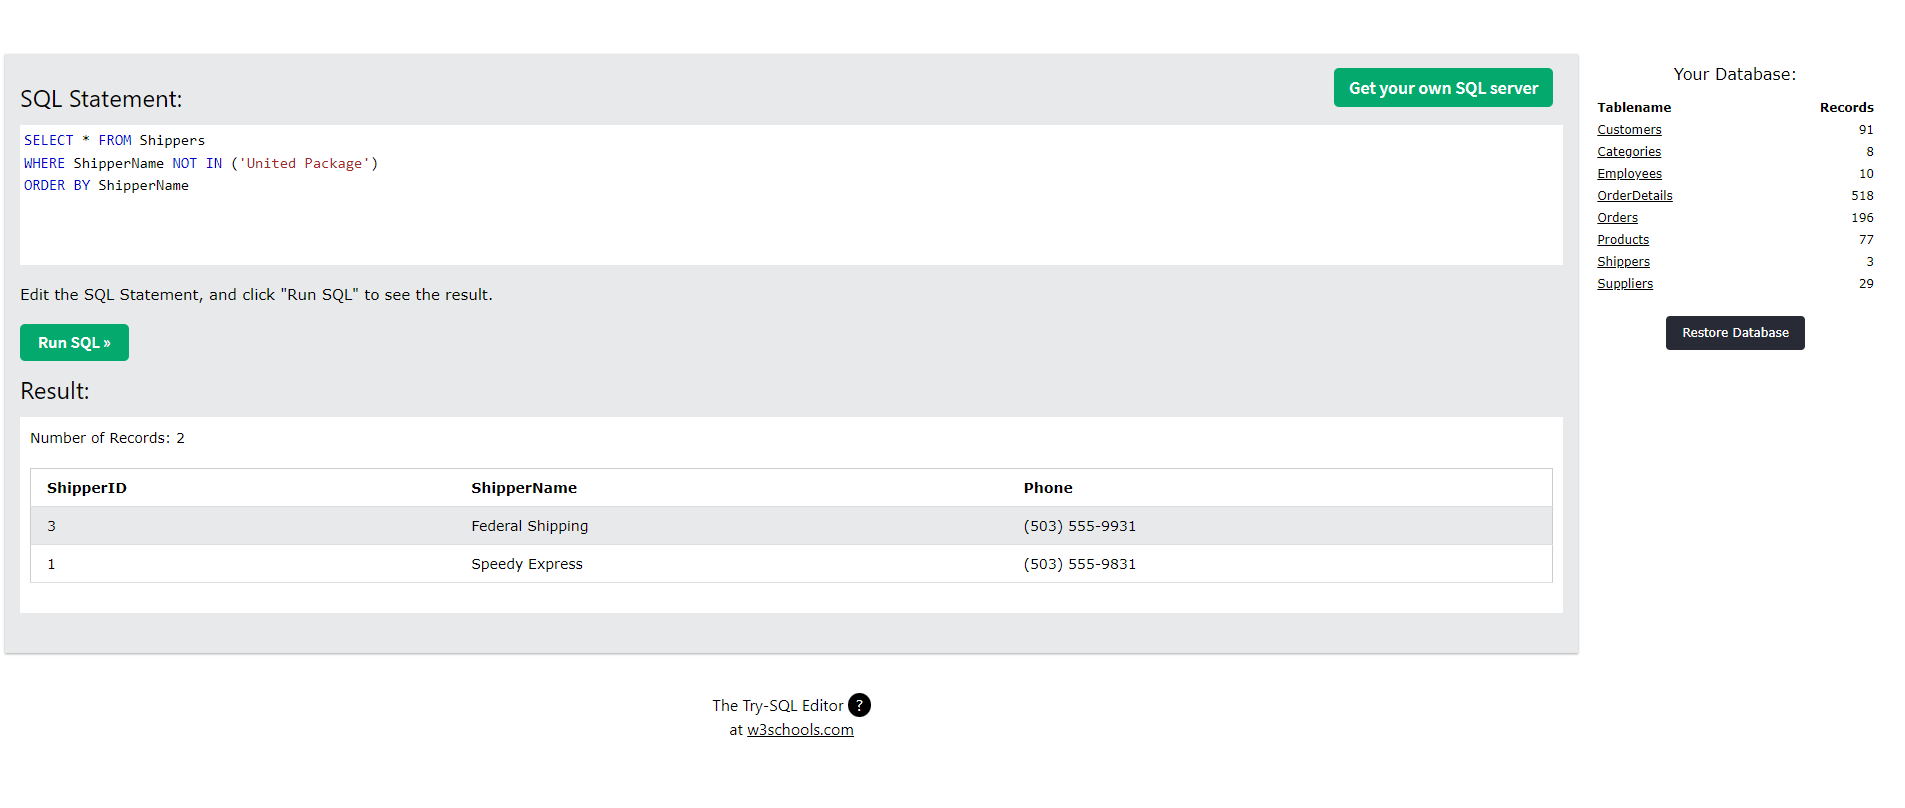 Get your own SQL server
SQL Statement:
SELECT * FROM Shippers
WHERE ShipperName NOT IN ('United Package')
ORDER BY ShipperName
Edit the SQL Statement, and click "Run SQL" to see the result.
Run SQL »
Result:
Number of Records: 2
ShipperID ShipperName Phone
3 Federal Shipping (503) 555-9931
1 Speedy Express (503) 555-9831
The Try-SQL Editor ?
at w3schools.com
Your Database:
Tablename Records
Customers 91
Categories 8
Employees 10
OrderDetails 518
Orders 196
Products 77
Shippers 3
Suppliers 29
Restore Database